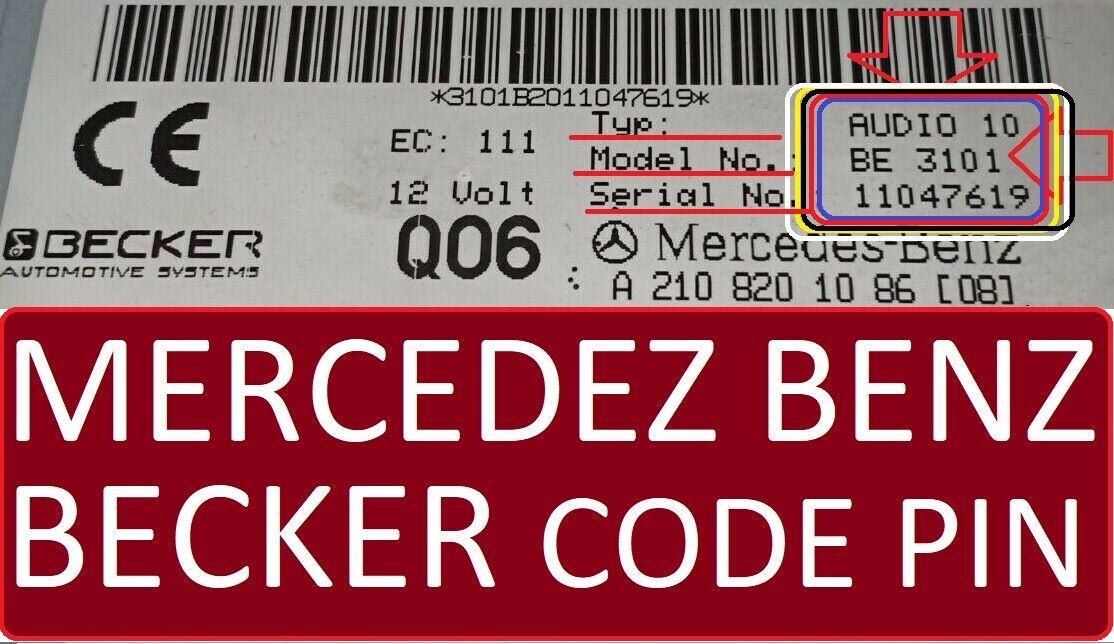 *3101B2011047619*
CE
EC: 111
Typ: AUDIO 10
Model No.: BE 3101
12 Volt
Serial No. 11047619
BECKER
AUTOMOTIVE SYSTEMS
Q06
Mercedes-Benz
A 210 820 10 86 [08]
MERCEDEZ BENZ
BECKER CODE PIN